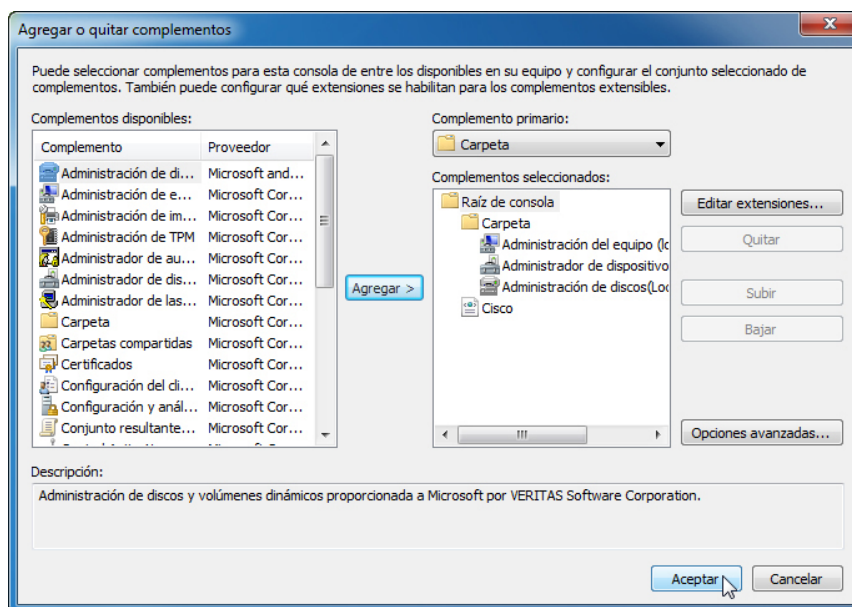 Agregar o quitar complementos
Puede seleccionar complementos para esta consola de entre los disponibles en su equipo y configurar el conjunto seleccionado de
complementos. También puede configurar qué extensiones se habilitan para los complementos extensibles.
Complementos disponibles:
Complemento Proveedor
Administración de di... Microsoft and...
Administración de e... Microsoft Cor...
Administración de im... Microsoft Cor...
Administración de TPM Microsoft Cor...
Administrador de au... Microsoft Cor...
Administrador de dis... Microsoft Cor...
Administrador de las... Microsoft Cor...
Carpeta Microsoft Cor...
Carpetas compartidas Microsoft Cor...
Certificados Microsoft Cor...
Configuración del cli... Microsoft Cor...
Configuración y anál... Microsoft Cor...
Conjunto resultante... Microsoft Cor...
Agregar >
Complemento primario:
Carpeta
Complementos seleccionados:
Raíz de consola
Carpeta
Administración del equipo (lo
Administrador de dispositivo
Administración de discos(Loc
Cisco
Editar extensiones...
Quitar
Subir
Bajar
Opciones avanzadas...
Descripción:
Administración de discos y volúmenes dinámicos proporcionada a Microsoft por VERITAS Software Corporation.
Aceptar
Cancelar